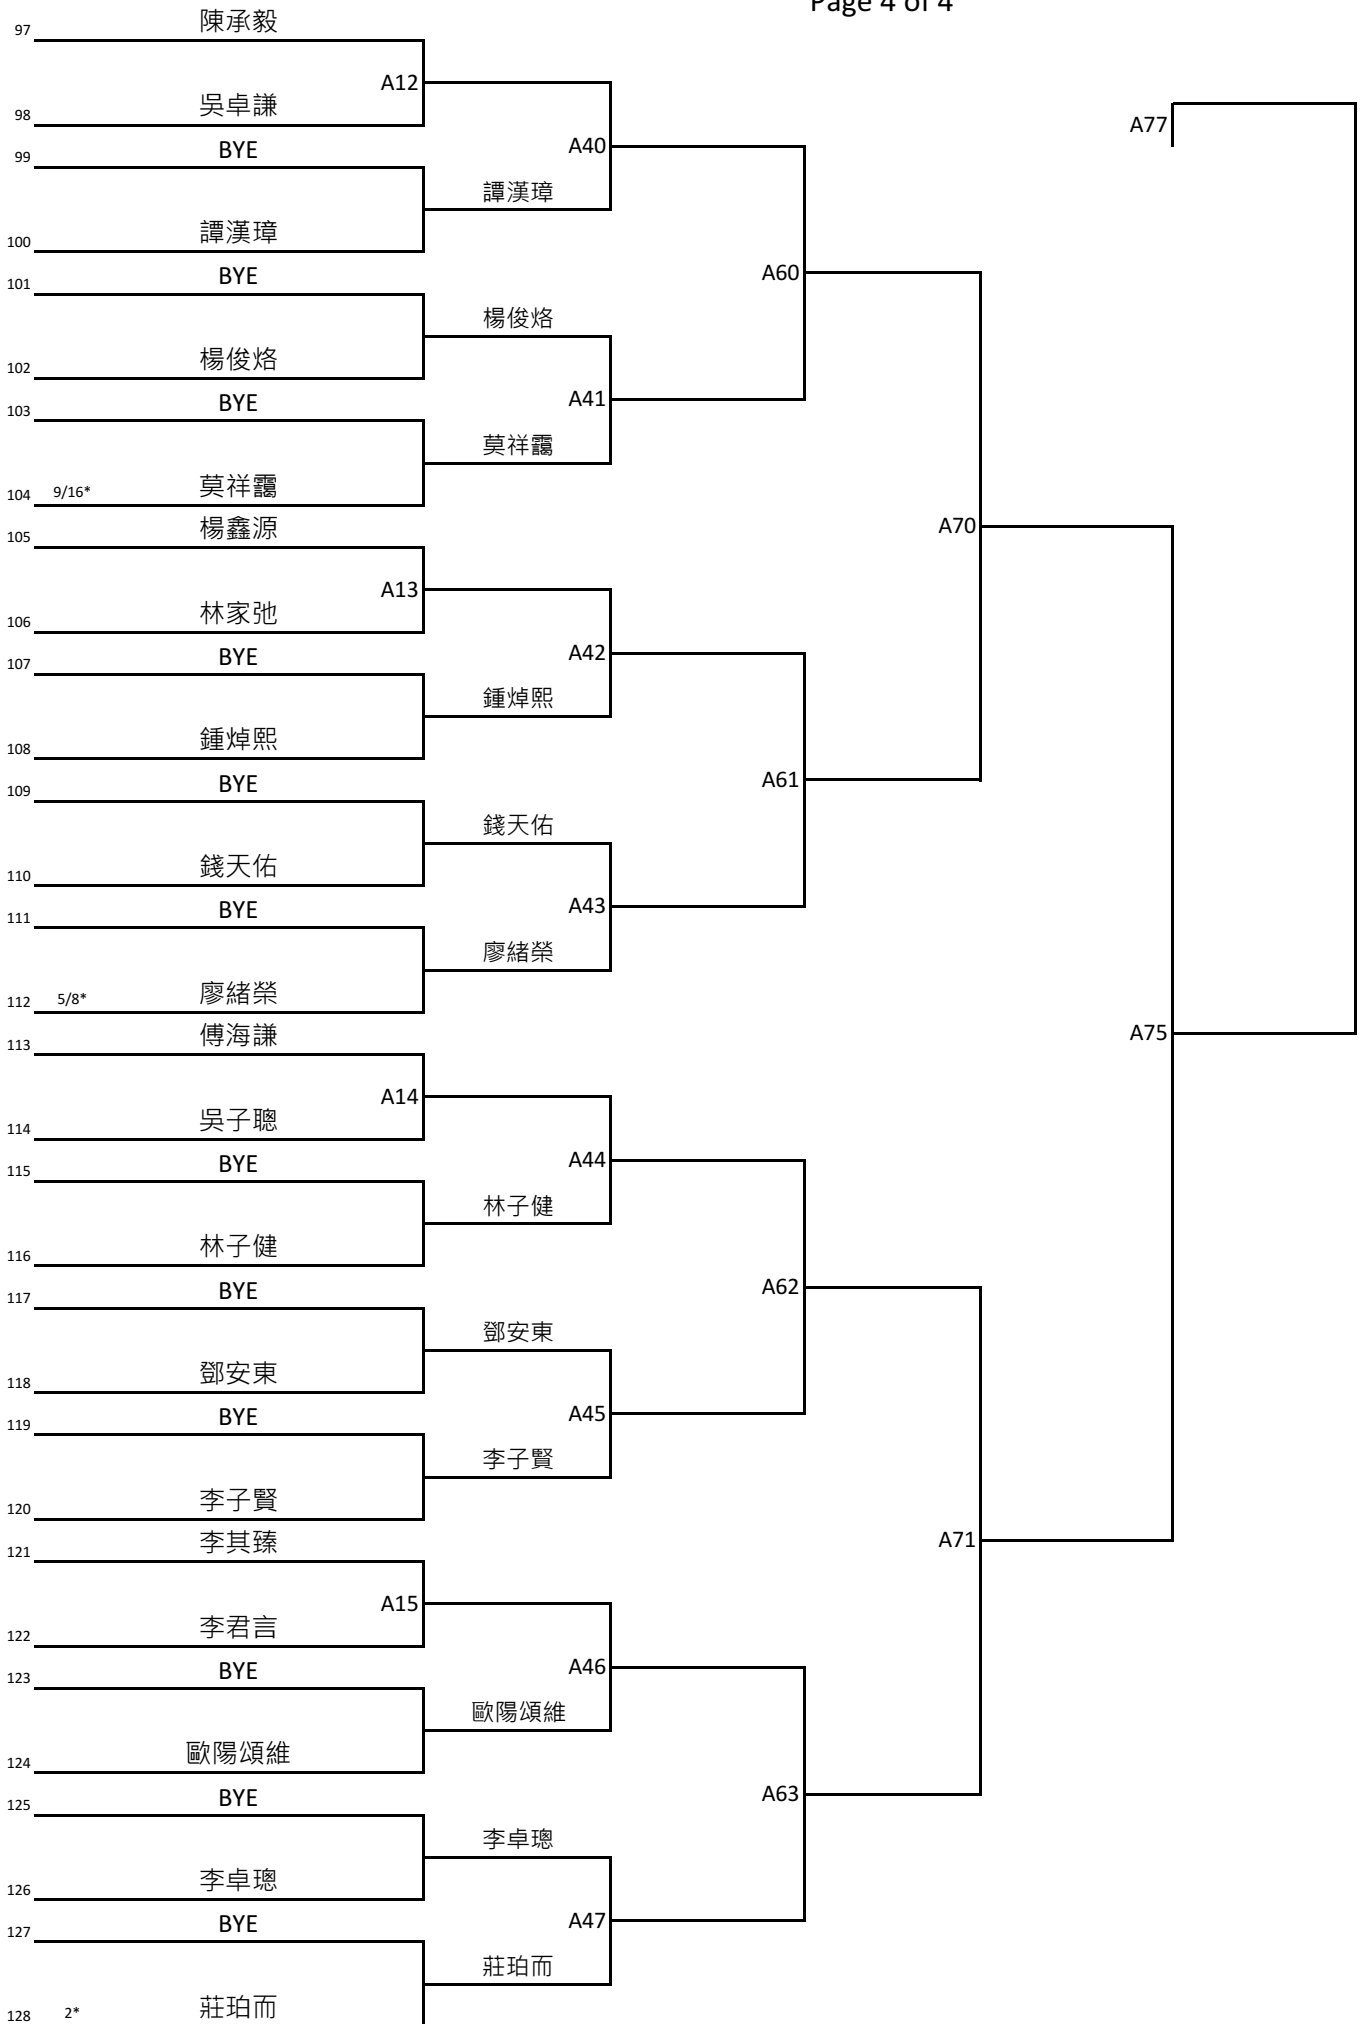 Page 4 of 4
97 陳承毅
A12
98 吳卓謙
99 BYE
A40
譚漢璋
100 譚漢璋
101 BYE
A60
楊俊烙
102 楊俊烙
103 BYE
A41
莫祥靄
104 9/16* 莫祥靄
105 楊鑫源
A70
A13
106 林家弛
107 BYE
A42
鍾焯熙
108 鍾焯熙
109 BYE
A61
錢天佑
110 錢天佑
111 BYE
A43
廖緒榮
112 5/8* 廖緒榮
113 傅海謙
A75
A14
114 吳子聰
115 BYE
A44
林子健
116 林子健
117 BYE
A62
鄧安東
118 鄧安東
119 BYE
A45
李子賢
120 李子賢
121 李其臻
A71
A15
122 李君言
123 BYE
A46
歐陽頌維
124 歐陽頌維
125 BYE
A63
李卓璁
126 李卓璁
127 BYE
A47
莊珀而
128 2* 莊珀而
A77